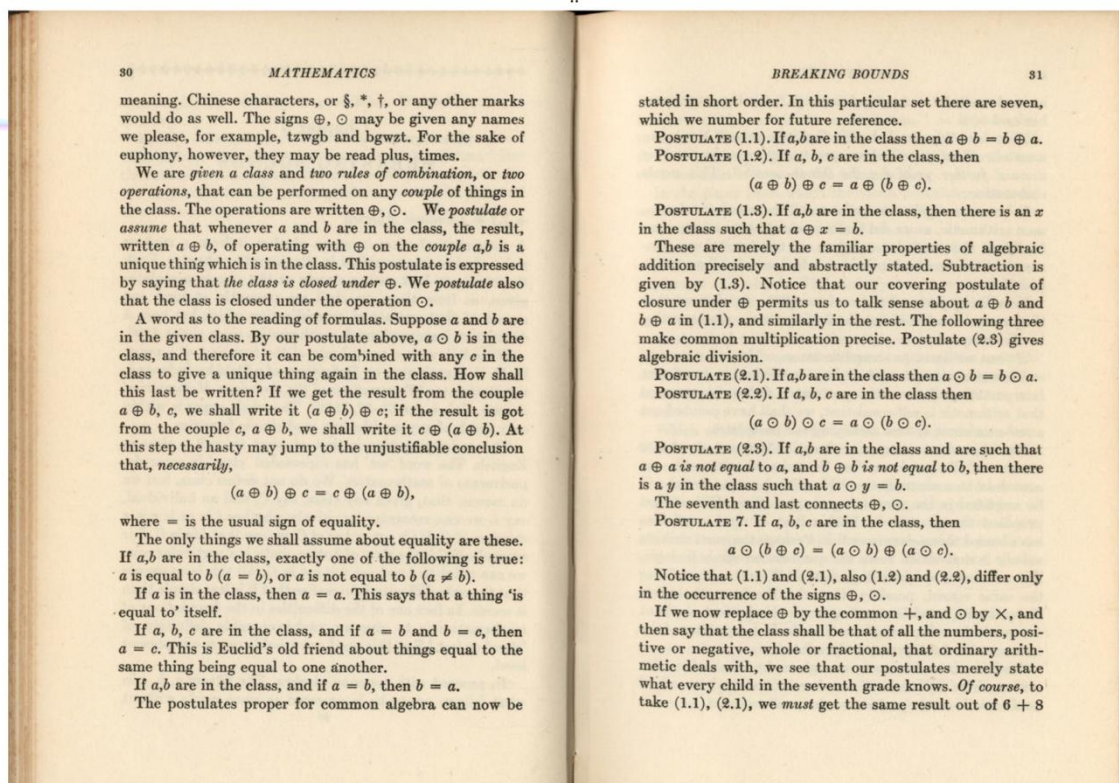 30
MATHEMATICS
meaning. Chinese characters, or §, *, †, or any other marks
would do as well. The signs ⊕, ⊙ may be given any names
we please, for example, tzwgb and bgwzt. For the sake of
euphony, however, they may be read plus, times.
We are given a class and two rules of combination, or two
operations, that can be performed on any couple of things in
the class. The operations are written ⊕, ⊙. We postulate or
assume that whenever a and b are in the class, the result,
written a ⊕ b, of operating with ⊕ on the couple a,b is a
unique thing which is in the class. This postulate is expressed
by saying that the class is closed under ⊕. We postulate also
that the class is closed under the operation ⊙.
A word as to the reading of formulas. Suppose a and b are
in the given class. By our postulate above, a ⊙ b is in the
class, and therefore it can be combined with any c in the
class to give a unique thing again in the class. How shall
this last be written? If we get the result from the couple
a ⊕ b, c, we shall write it (a ⊕ b) ⊕ c; if the result is got
from the couple c, a ⊕ b, we shall write it c ⊕ (a ⊕ b). At
this step the hasty may jump to the unjustifiable conclusion
that, necessarily,
(a ⊕ b) ⊕ c = c ⊕ (a ⊕ b),
where = is the usual sign of equality.
The only things we shall assume about equality are these.
If a,b are in the class, exactly one of the following is true:
a is equal to b (a = b), or a is not equal to b (a ≠ b).
If a is in the class, then a = a. This says that a thing ‘is
equal to’ itself.
If a, b, c are in the class, and if a = b and b = c, then
a = c. This is Euclid's old friend about things equal to the
same thing being equal to one another.
If a,b are in the class, and if a = b, then b = a.
The postulates proper for common algebra can now be
BREAKING BOUNDS
31
stated in short order. In this particular set there are seven,
which we number for future reference.
POSTULATE (1.1). If a,b are in the class then a ⊕ b = b ⊕ a.
POSTULATE (1.2). If a, b, c are in the class, then
(a ⊕ b) ⊕ c = a ⊕ (b ⊕ c).
POSTULATE (1.3). If a,b are in the class, then there is an x
in the class such that a ⊕ x = b.
These are merely the familiar properties of algebraic
addition precisely and abstractly stated. Subtraction is
given by (1.3). Notice that our covering postulate of
closure under ⊕ permits us to talk sense about a ⊕ b and
b ⊕ a in (1.1), and similarly in the rest. The following three
make common multiplication precise. Postulate (2.3) gives
algebraic division.
POSTULATE (2.1). If a,b are in the class then a ⊙ b = b ⊙ a.
POSTULATE (2.2). If a, b, c are in the class then
(a ⊙ b) ⊙ c = a ⊙ (b ⊙ c).
POSTULATE (2.3). If a,b are in the class and are such that
a ⊕ a is not equal to a, and b ⊕ b is not equal to b, then there
is a y in the class such that a ⊙ y = b.
The seventh and last connects ⊕, ⊙.
POSTULATE 7. If a, b, c are in the class, then
a ⊙ (b ⊕ c) = (a ⊙ b) ⊕ (a ⊙ c).
Notice that (1.1) and (2.1), also (1.2) and (2.2), differ only
in the occurrence of the signs ⊕, ⊙.
If we now replace ⊕ by the common +, and ⊙ by ×, and
then say that the class shall be that of all the numbers, posi-
tive or negative, whole or fractional, that ordinary arith-
metic deals with, we see that our postulates merely state
what every child in the seventh grade knows. Of course, to
take (1.1), (2.1), we must get the same result out of 6 + 8